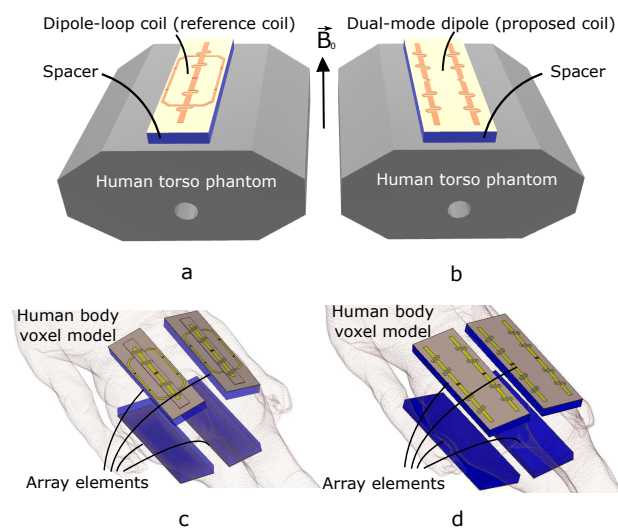 Dipole-loop coil (reference coil)
Dual-mode dipole (proposed coil)
B₀
Spacer
Spacer
Human torso phantom
Human torso phantom
a
b
Human body
voxel model
Human body
voxel model
Array elements
Array elements
c
d